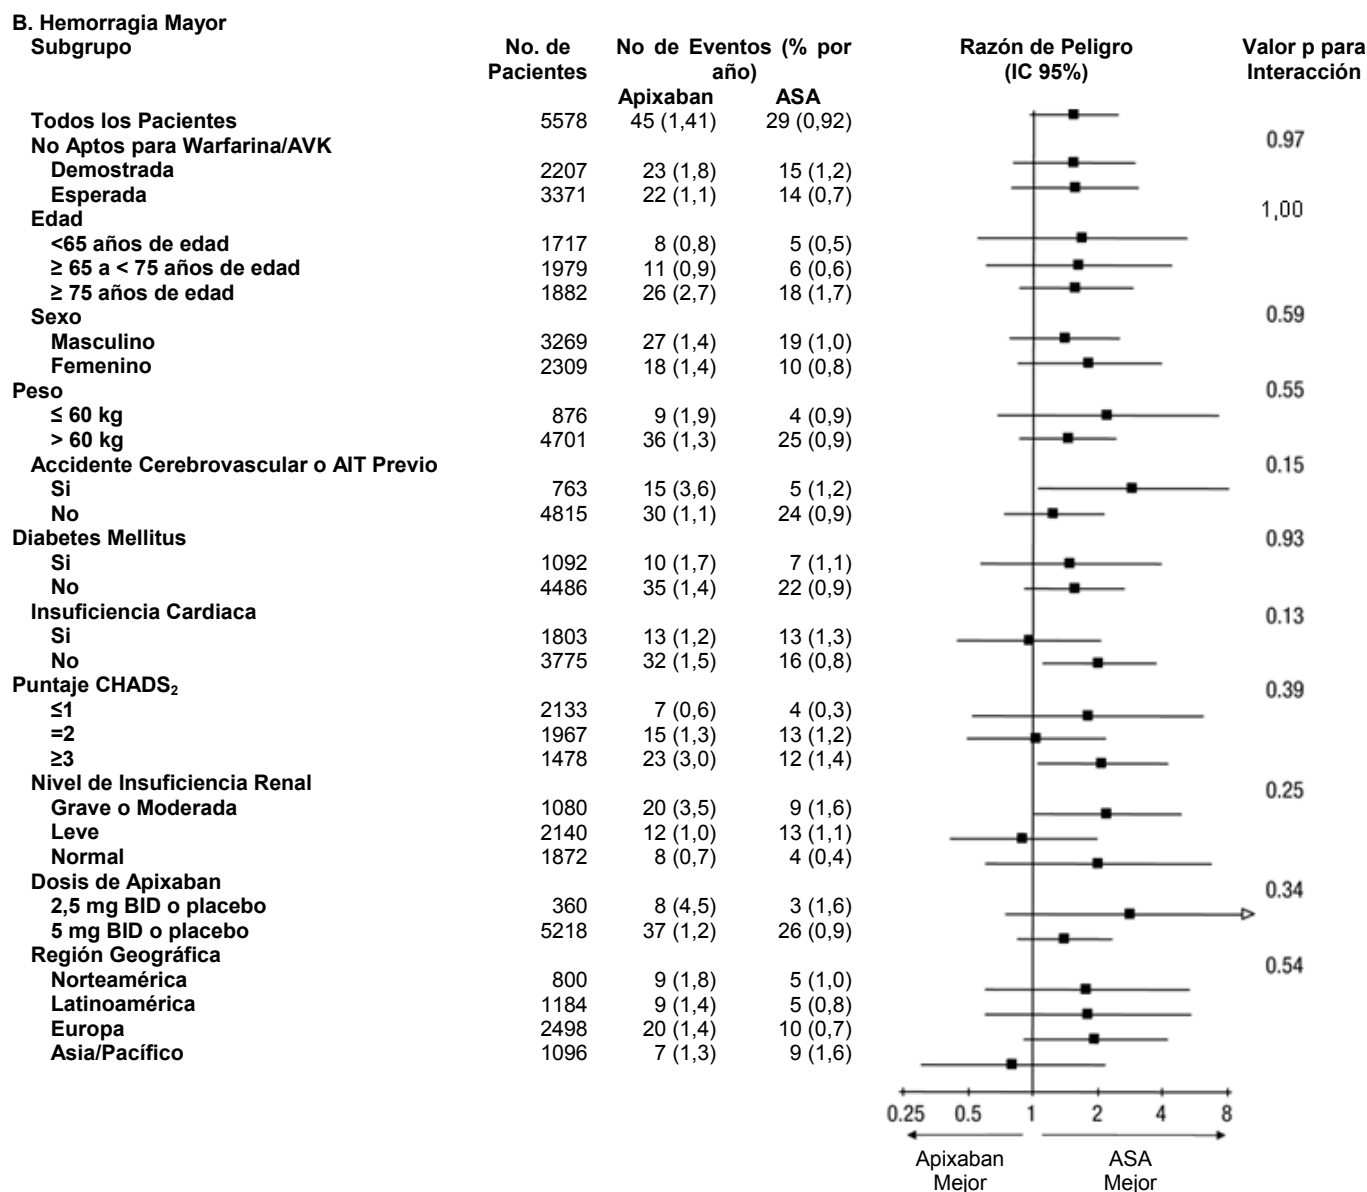 B. Hemorragia Mayor
Subgrupo No. de No de Eventos (% por Razón de Peligro Valor p para
Pacientes año) (IC 95%) Interacción
Apixaban ASA
Todos los Pacientes 5578 45 (1,41) 29 (0,92)
No Aptos para Warfarina/AVK 0.97
Demostrada 2207 23 (1,8) 15 (1,2)
Esperada 3371 22 (1,1) 14 (0,7)
Edad 1,00
<65 años de edad 1717 8 (0,8) 5 (0,5)
≥ 65 a < 75 años de edad 1979 11 (0,9) 6 (0,6)
≥ 75 años de edad 1882 26 (2,7) 18 (1,7)
Sexo 0.59
Masculino 3269 27 (1,4) 19 (1,0)
Femenino 2309 18 (1,4) 10 (0,8)
Peso 0.55
≤ 60 kg 876 9 (1,9) 4 (0,9)
> 60 kg 4701 36 (1,3) 25 (0,9)
Accidente Cerebrovascular o AIT Previo 0.15
Si 763 15 (3,6) 5 (1,2)
No 4815 30 (1,1) 24 (0,9)
Diabetes Mellitus 0.93
Si 1092 10 (1,7) 7 (1,1)
No 4486 35 (1,4) 22 (0,9)
Insuficiencia Cardiaca 0.13
Si 1803 13 (1,2) 13 (1,3)
No 3775 32 (1,5) 16 (0,8)
Puntaje CHADS₂ 0.39
≤1 2133 7 (0,6) 4 (0,3)
=2 1967 15 (1,3) 13 (1,2)
≥3 1478 23 (3,0) 12 (1,4)
Nivel de Insuficiencia Renal 0.25
Grave o Moderada 1080 20 (3,5) 9 (1,6)
Leve 2140 12 (1,0) 13 (1,1)
Normal 1872 8 (0,7) 4 (0,4)
Dosis de Apixaban 0.34
2,5 mg BID o placebo 360 8 (4,5) 3 (1,6)
5 mg BID o placebo 5218 37 (1,2) 26 (0,9)
Región Geográfica 0.54
Norteamérica 800 9 (1,8) 5 (1,0)
Latinoamérica 1184 9 (1,4) 5 (0,8)
Europa 2498 20 (1,4) 10 (0,7)
Asia/Pacífico 1096 7 (1,3) 9 (1,6)
0.25 0.5 1 2 4 8
Apixaban ASA
Mejor Mejor